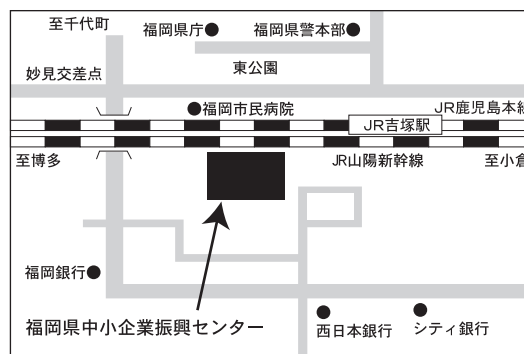 至千代町
福岡県庁
福岡県警本部
妙見交差点
東公園
福岡市民病院
JR鹿児島本線
JR吉塚駅
至博多
JR山陽新幹線
至小倉
福岡銀行
福岡県中小企業振興センター
西日本銀行
シティ銀行